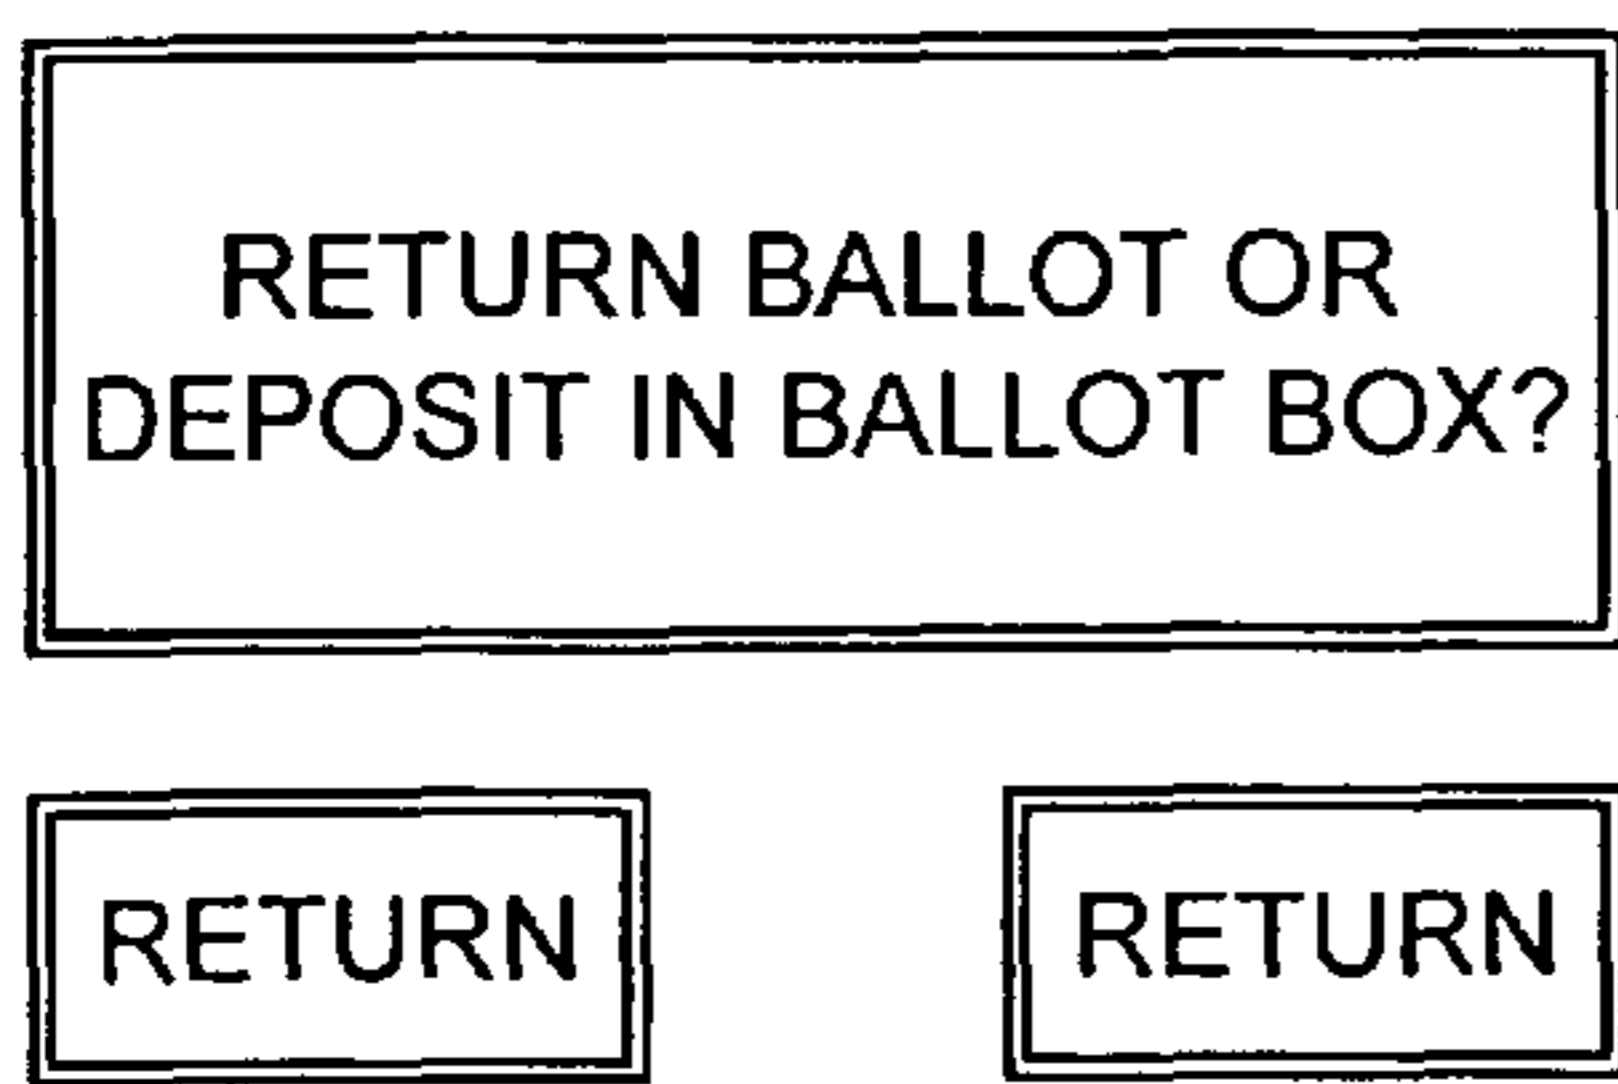 RETURN BALLOT OR
DEPOSIT IN BALLOT BOX?
RETURN
RETURN